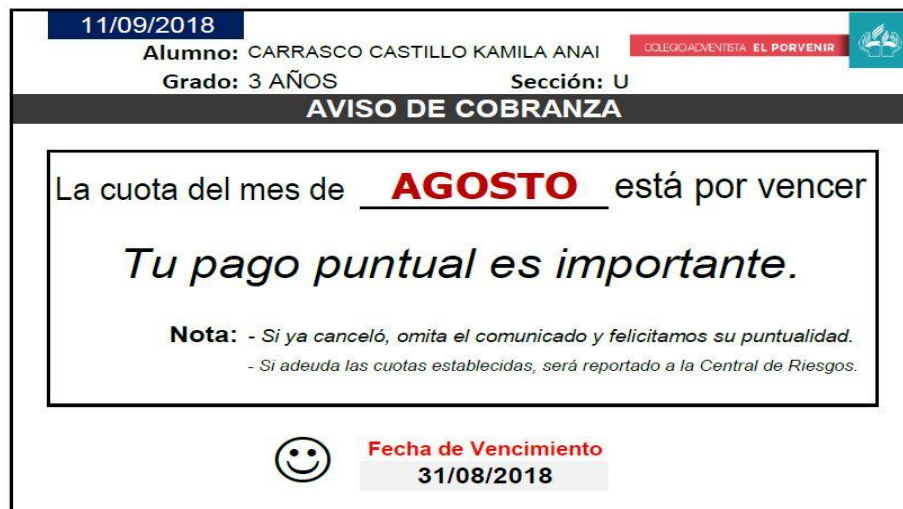 11/09/2018
Alumno: CARRASCO CASTILLO KAMILA ANAI
COLEGIO ADVENTISTA EL PORVENIR
Grado: 3 AÑOS Sección: U
AVISO DE COBRANZA
La cuota del mes de AGOSTO está por vencer
Tu pago puntual es importante.
Nota: - Si ya canceló, omita el comunicado y felicitamos su puntualidad.
- Si adeuda las cuotas establecidas, será reportado a la Central de Riesgos.
Fecha de Vencimiento
31/08/2018